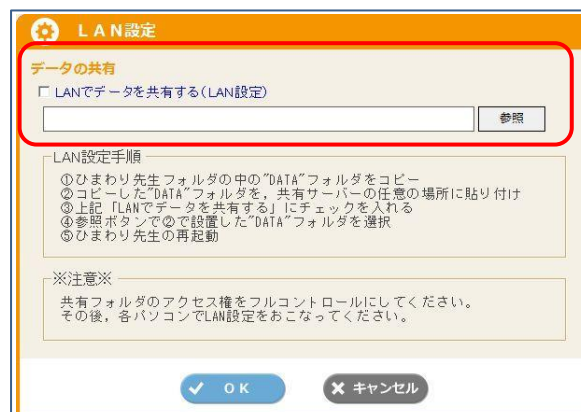 LAN設定
データの共有
LANでデータを共有する(LAN設定)
参照
LAN設定手順
①ひまわり先生フォルダの中の"DATA"フォルダをコピー
②コピーした"DATA"フォルダを，共有サーバーの任意の場所に貼り付け
③上記「LANでデータを共有する」にチェックを入れる
④参照ボタンで②で設置した"DATA"フォルダを選択
⑤ひまわり先生の再起動
※注意※
共有フォルダのアクセス権をフルコントロールにしてください。
その後，各パソコンでLAN設定をおこなってください。
OK
キャンセル